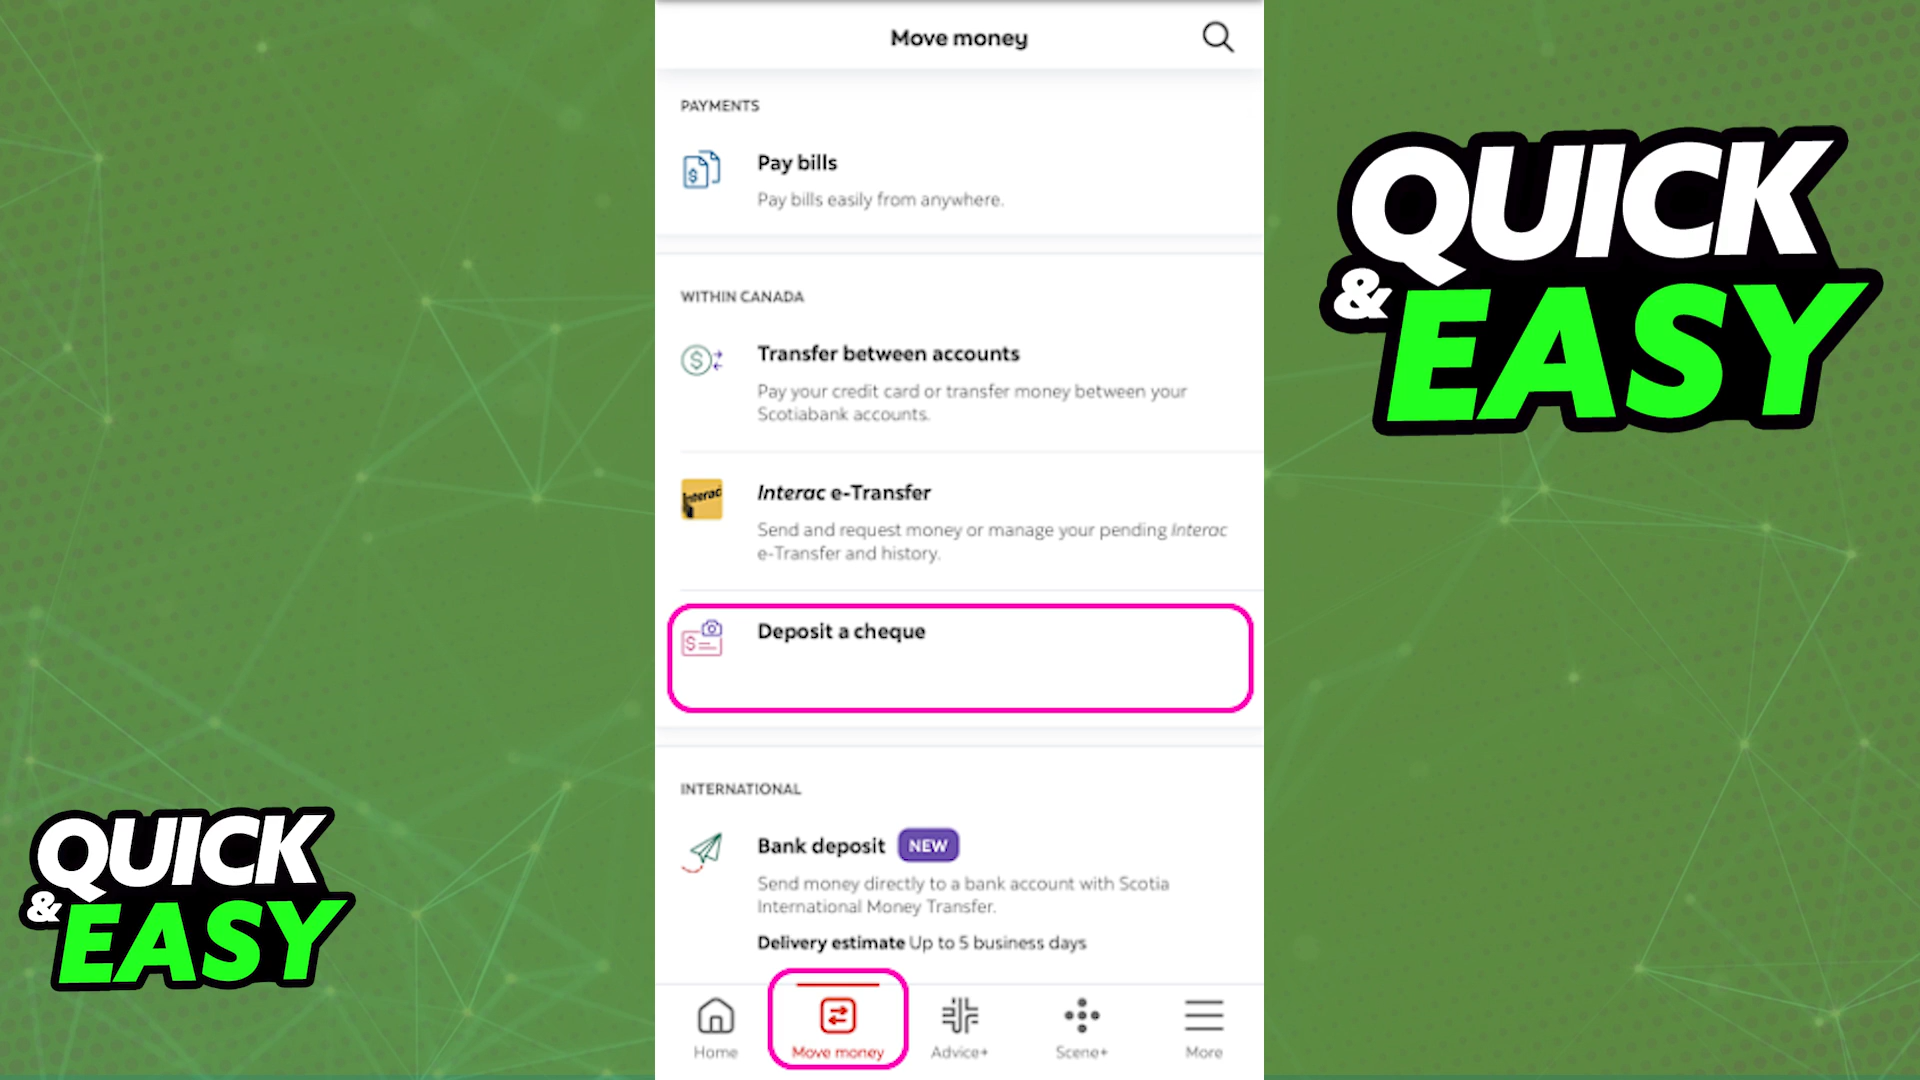 Move money
PAYMENTS
Pay bills
Pay bills easily from anywhere.
WITHIN CANADA
Transfer between accounts
Pay your credit card or transfer money between your
Scotiabank accounts.
Interac
Interac e-Transfer
Send and request money or manage your pending Interac
e-Transfer and history.
Deposit a cheque
INTERNATIONAL
Bank deposit NEW
Send money directly to a bank account with Scotia
International Money Transfer.
Delivery estimate Up to 5 business days
Home
Move money
Advice+
Scene+
More
QUICK
& EASY
QUICK
& EASY